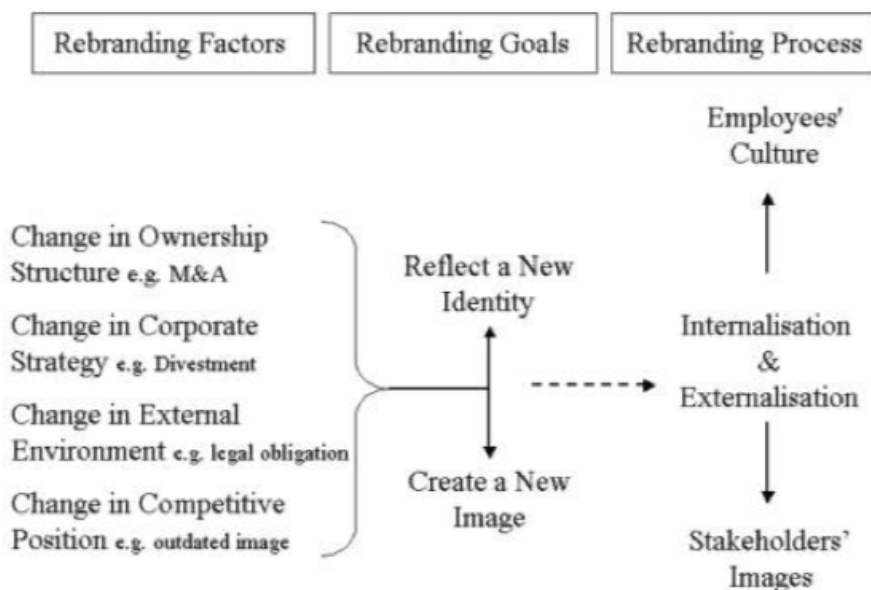 Rebranding Factors
Rebranding Goals
Rebranding Process
Change in Ownership
Structure e.g. M&A
Change in Corporate
Strategy e.g. Divestment
Change in External
Environment e.g. legal obligation
Change in Competitive
Position e.g. outdated image
Reflect a New
Identity
Create a New
Image
Employees'
Culture
Internalisation
&
Externalisation
Stakeholders’
Images